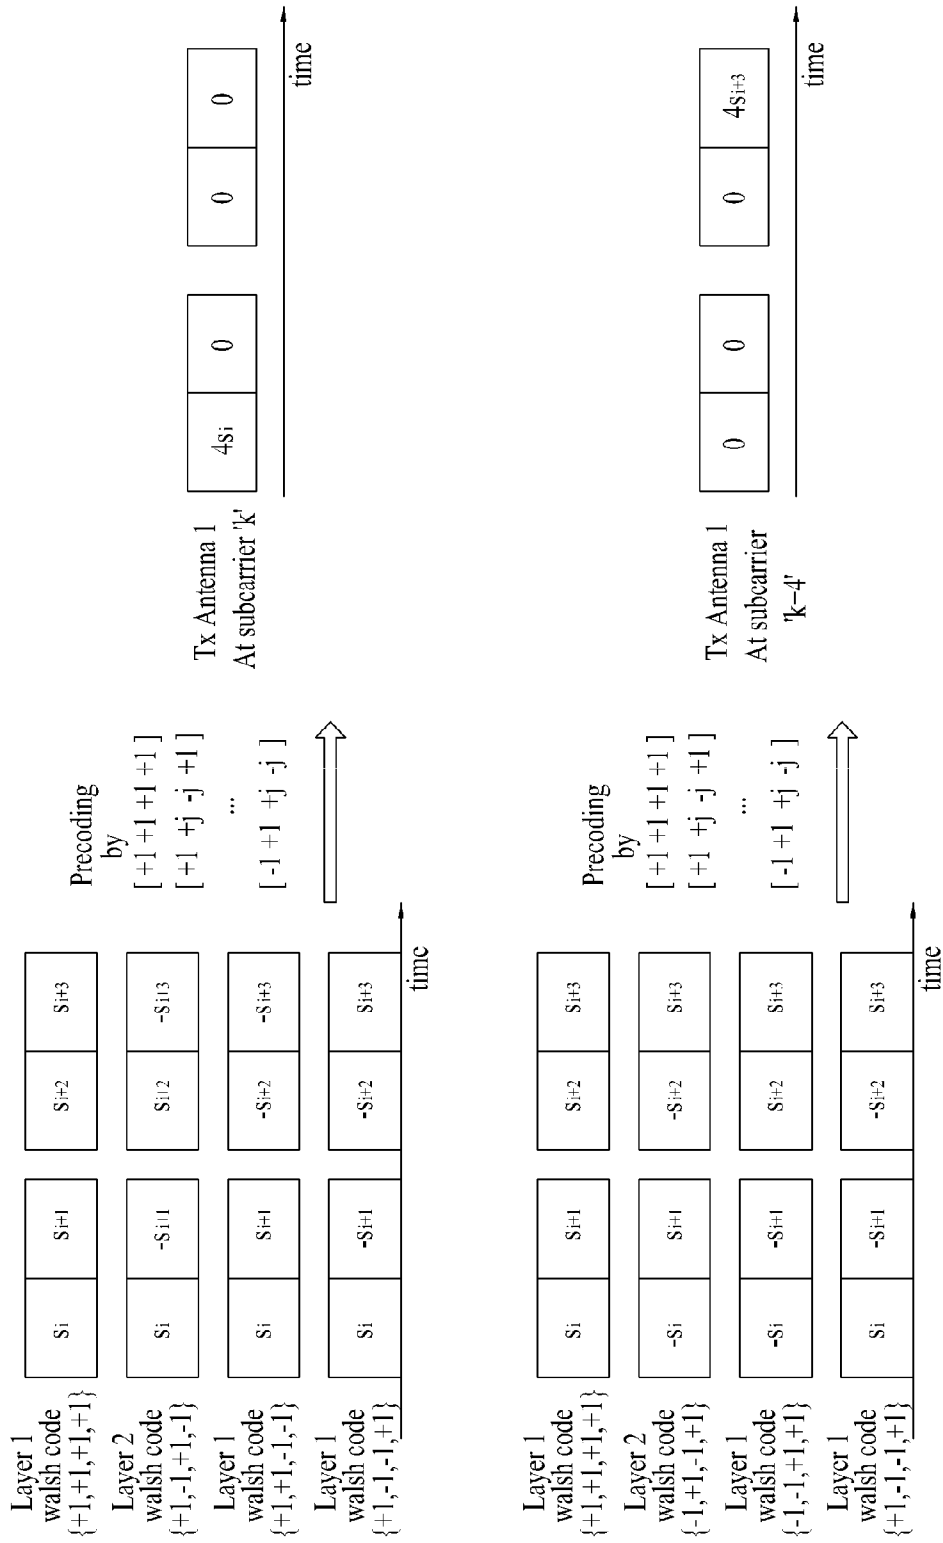 Layer 1
walsh code
{+1,+1,+1,+1}
Si
Si+1
Si+2
Si+3
Layer 2
walsh code
{+1,-1,+1,-1}
Si
-Si+1
Si+2
-Si+3
Layer 1
walsh code
{+1,+1,-1,-1}
Si
Si+1
-Si+2
-Si+3
Layer 1
walsh code
{+1,-1,-1,+1}
Si
-Si+1
-Si+2
Si+3
time
Precoding
by
[ +1 +1 +1 +1 ]
[ +1 +j -j +1 ]
...
[ -1 +1 +j -j ]
Tx Antenna 1
At subcarrier 'k'
4Si
0
0
0
time
Layer 1
walsh code
{+1,+1,+1,+1}
Si
Si+1
Si+2
Si+3
Layer 2
walsh code
{-1,+1,-1,+1}
-Si
Si+1
-Si+2
Si+3
Layer 1
walsh code
{-1,-1,+1,+1}
-Si
-Si+1
Si+2
Si+3
Layer 1
walsh code
{+1,-1,-1,+1}
Si
-Si+1
-Si+2
Si+3
time
Precoding
by
[ +1 +1 +1 +1 ]
[ +1 +j -j +1 ]
...
[ -1 +1 +j -j ]
Tx Antenna 1
At subcarrier
'k-4'
0
0
0
4Si+3
time